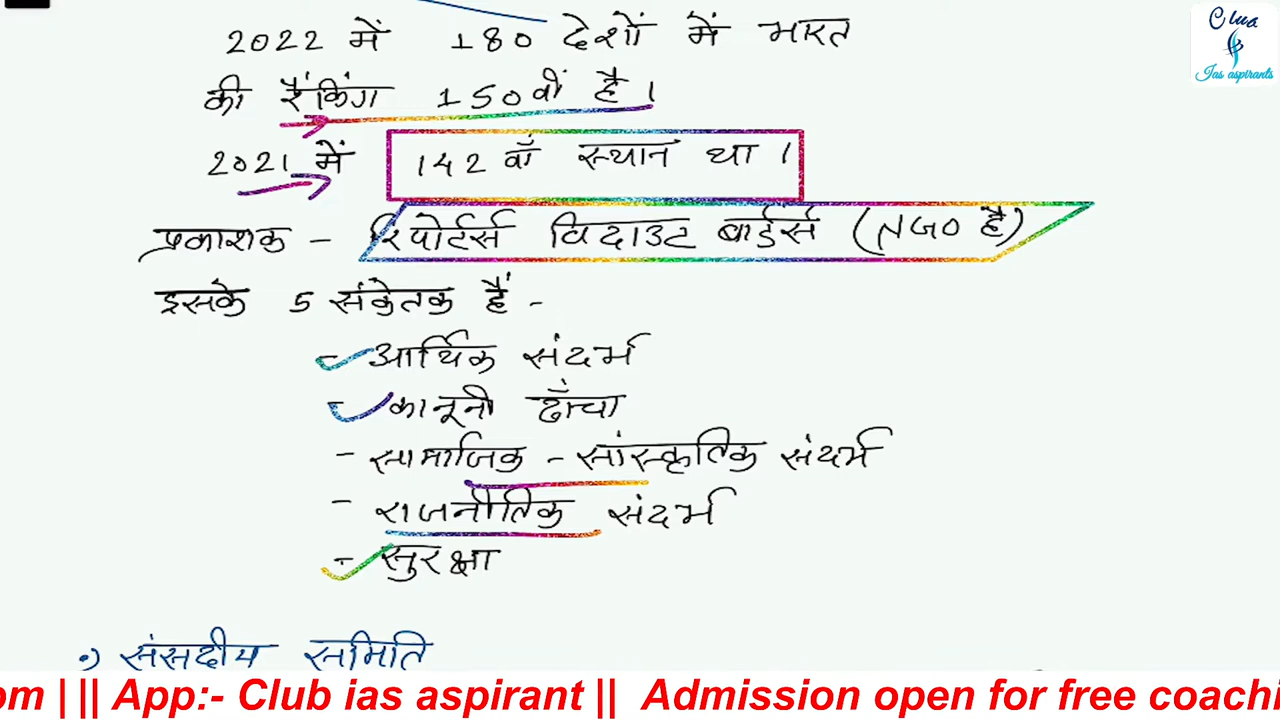 Club
Ias aspirants
2022 में 180 देशों में भारत
की रैंकिंग 150वीं है।
2021 में 142 वाँ स्थान था।
प्रकाशक - रिपोर्टर्स विदाउट बार्डर्स (NGO है)
इसके 5 संकेतक हैं -
- आर्थिक संदर्भ
- कानूनी ढाँचा
- सामाजिक - सांस्कृतिक संदर्भ
- राजनीतिक संदर्भ
- सुरक्षा
•) संसदीय समिति
om | || App:- Club ias aspirant || Admission open for free coachi